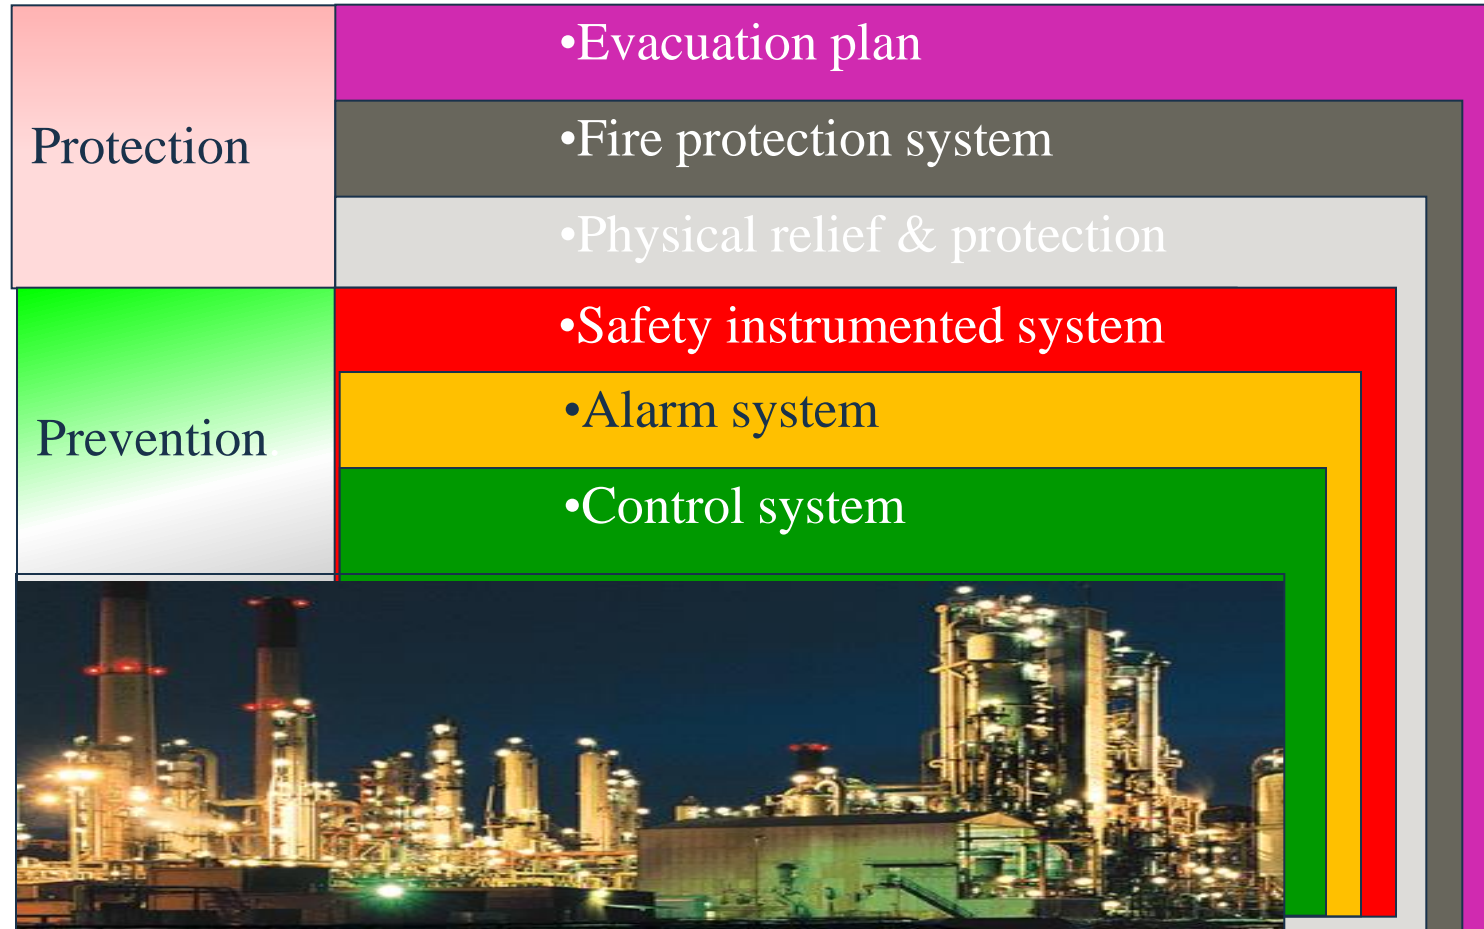 •Evacuation plan
•Fire protection system
Protection
•Physical relief & protection
•Safety instrumented system
•Alarm system
Prevention
•Control system